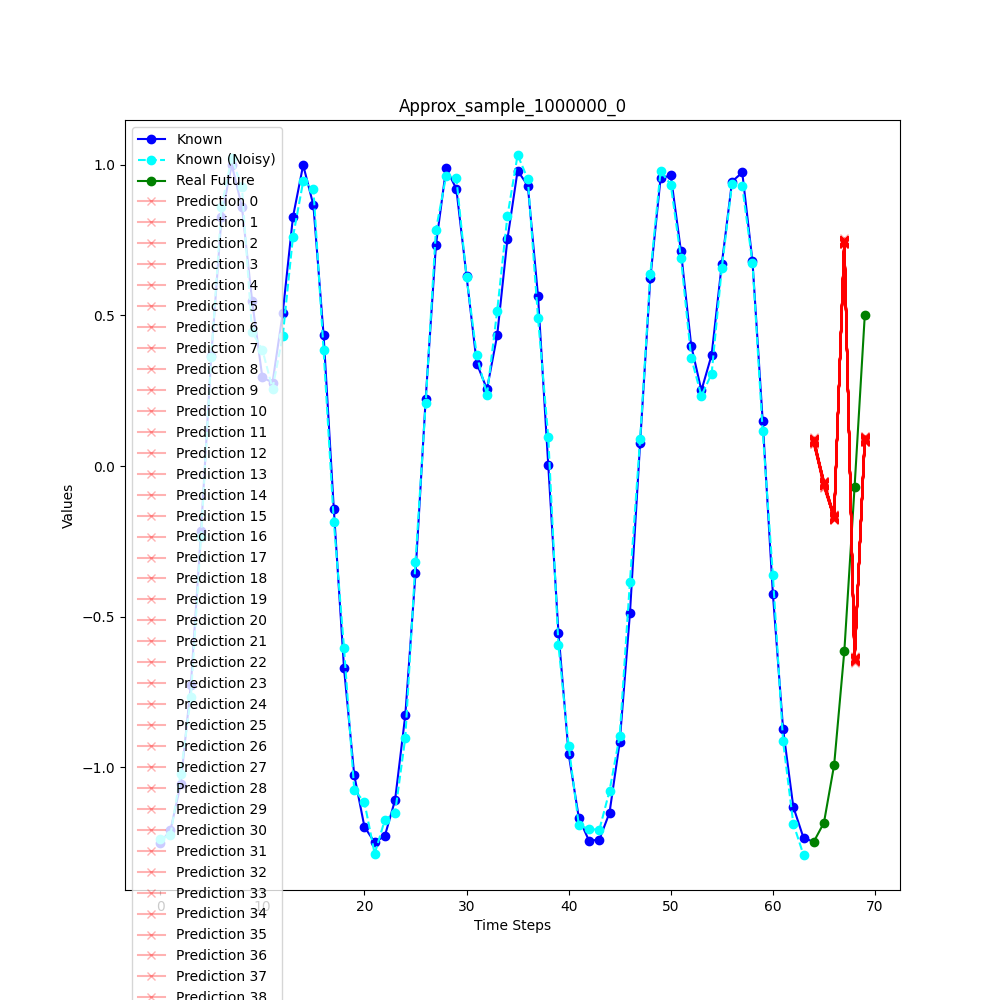 Approx_sample_1000000_0
Known
Known (Noisy)
Real Future
Prediction 0
Prediction 1
Prediction 2
Prediction 3
Prediction 4
Prediction 5
Prediction 6
Prediction 7
Prediction 8
Prediction 9
Prediction 10
Prediction 11
Prediction 12
Prediction 13
Prediction 14
Prediction 15
Prediction 16
Prediction 17
Prediction 18
Prediction 19
Prediction 20
Prediction 21
Prediction 22
Prediction 23
Prediction 24
Prediction 25
Prediction 26
Prediction 27
Prediction 28
Prediction 29
Prediction 30
Prediction 31
Prediction 32
Prediction 33
Prediction 34
Prediction 35
Prediction 36
Prediction 37
Prediction 38
1.0
0.5
0.0
−0.5
−1.0
Values
0 10 20 30 40 50 60 70
Time Steps